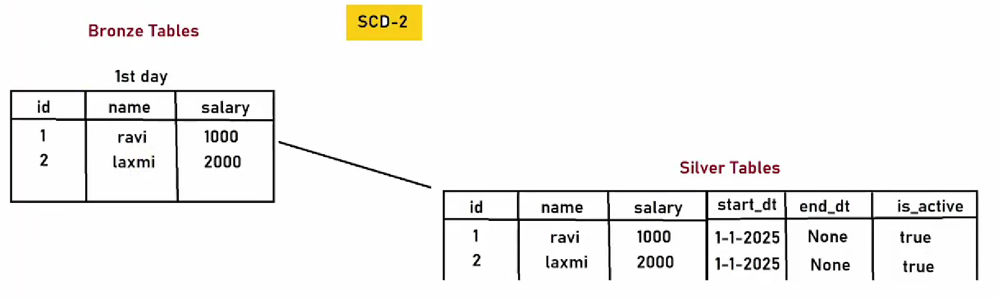 SCD-2
Bronze Tables
1st day
id name salary
1 ravi 1000
2 laxmi 2000
Silver Tables
id name salary start_dt end_dt is_active
1 ravi 1000 1-1-2025 None true
2 laxmi 2000 1-1-2025 None true